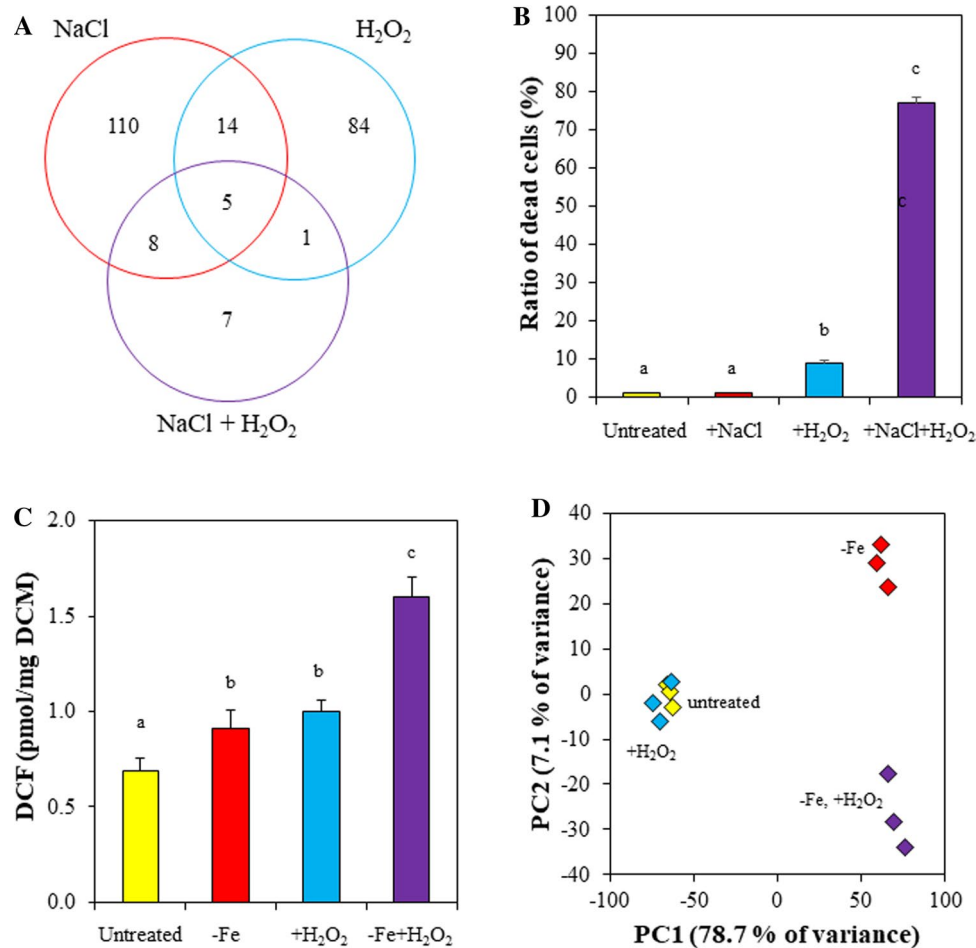 A
NaCl
H₂O₂
110
14
84
5
8
1
7
NaCl + H₂O₂
B
Ratio of dead cells (%)
100
90
80
70
60
50
40
30
20
10
0
a
a
b
c
c
Untreated
+NaCl
+H₂O₂
+NaCl+H₂O₂
C
DCF (pmol/mg DCM)
2.0
1.5
1.0
0.5
0.0
a
b
b
c
Untreated
-Fe
+H₂O₂
-Fe+H₂O₂
D
PC2 (7.1 % of variance)
40
30
20
10
0
-10
-20
-30
-40
-Fe
untreated
+H₂O₂
-Fe, +H₂O₂
-100
-50
0
50
100
PC1 (78.7 % of variance)